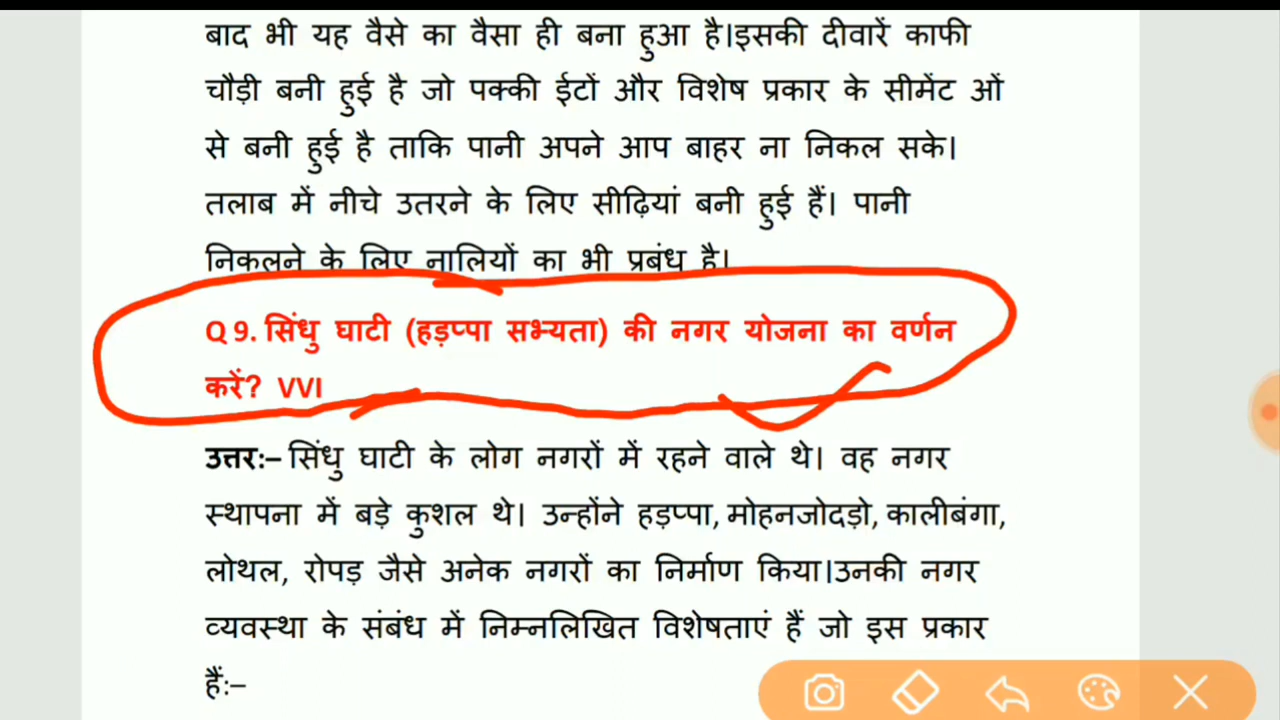 बाद भी यह वैसे का वैसा ही बना हुआ है।इसकी दीवारें काफी
चौड़ी बनी हुई है जो पक्की ईटों और विशेष प्रकार के सीमेंट ओं
से बनी हुई है ताकि पानी अपने आप बाहर ना निकल सके।
तलाब में नीचे उतरने के लिए सीढ़ियां बनी हुई हैं। पानी
निकलने के लिए नालियों का भी प्रबंध है।
Q 9. सिंधु घाटी (हड़प्पा सभ्यता) की नगर योजना का वर्णन
करें? VVI
उत्तर:– सिंधु घाटी के लोग नगरों में रहने वाले थे। वह नगर
स्थापना में बड़े कुशल थे। उन्होंने हड़प्पा, मोहनजोदड़ो, कालीबंगा,
लोथल, रोपड़ जैसे अनेक नगरों का निर्माण किया।उनकी नगर
व्यवस्था के संबंध में निम्नलिखित विशेषताएं हैं जो इस प्रकार
हैं:–